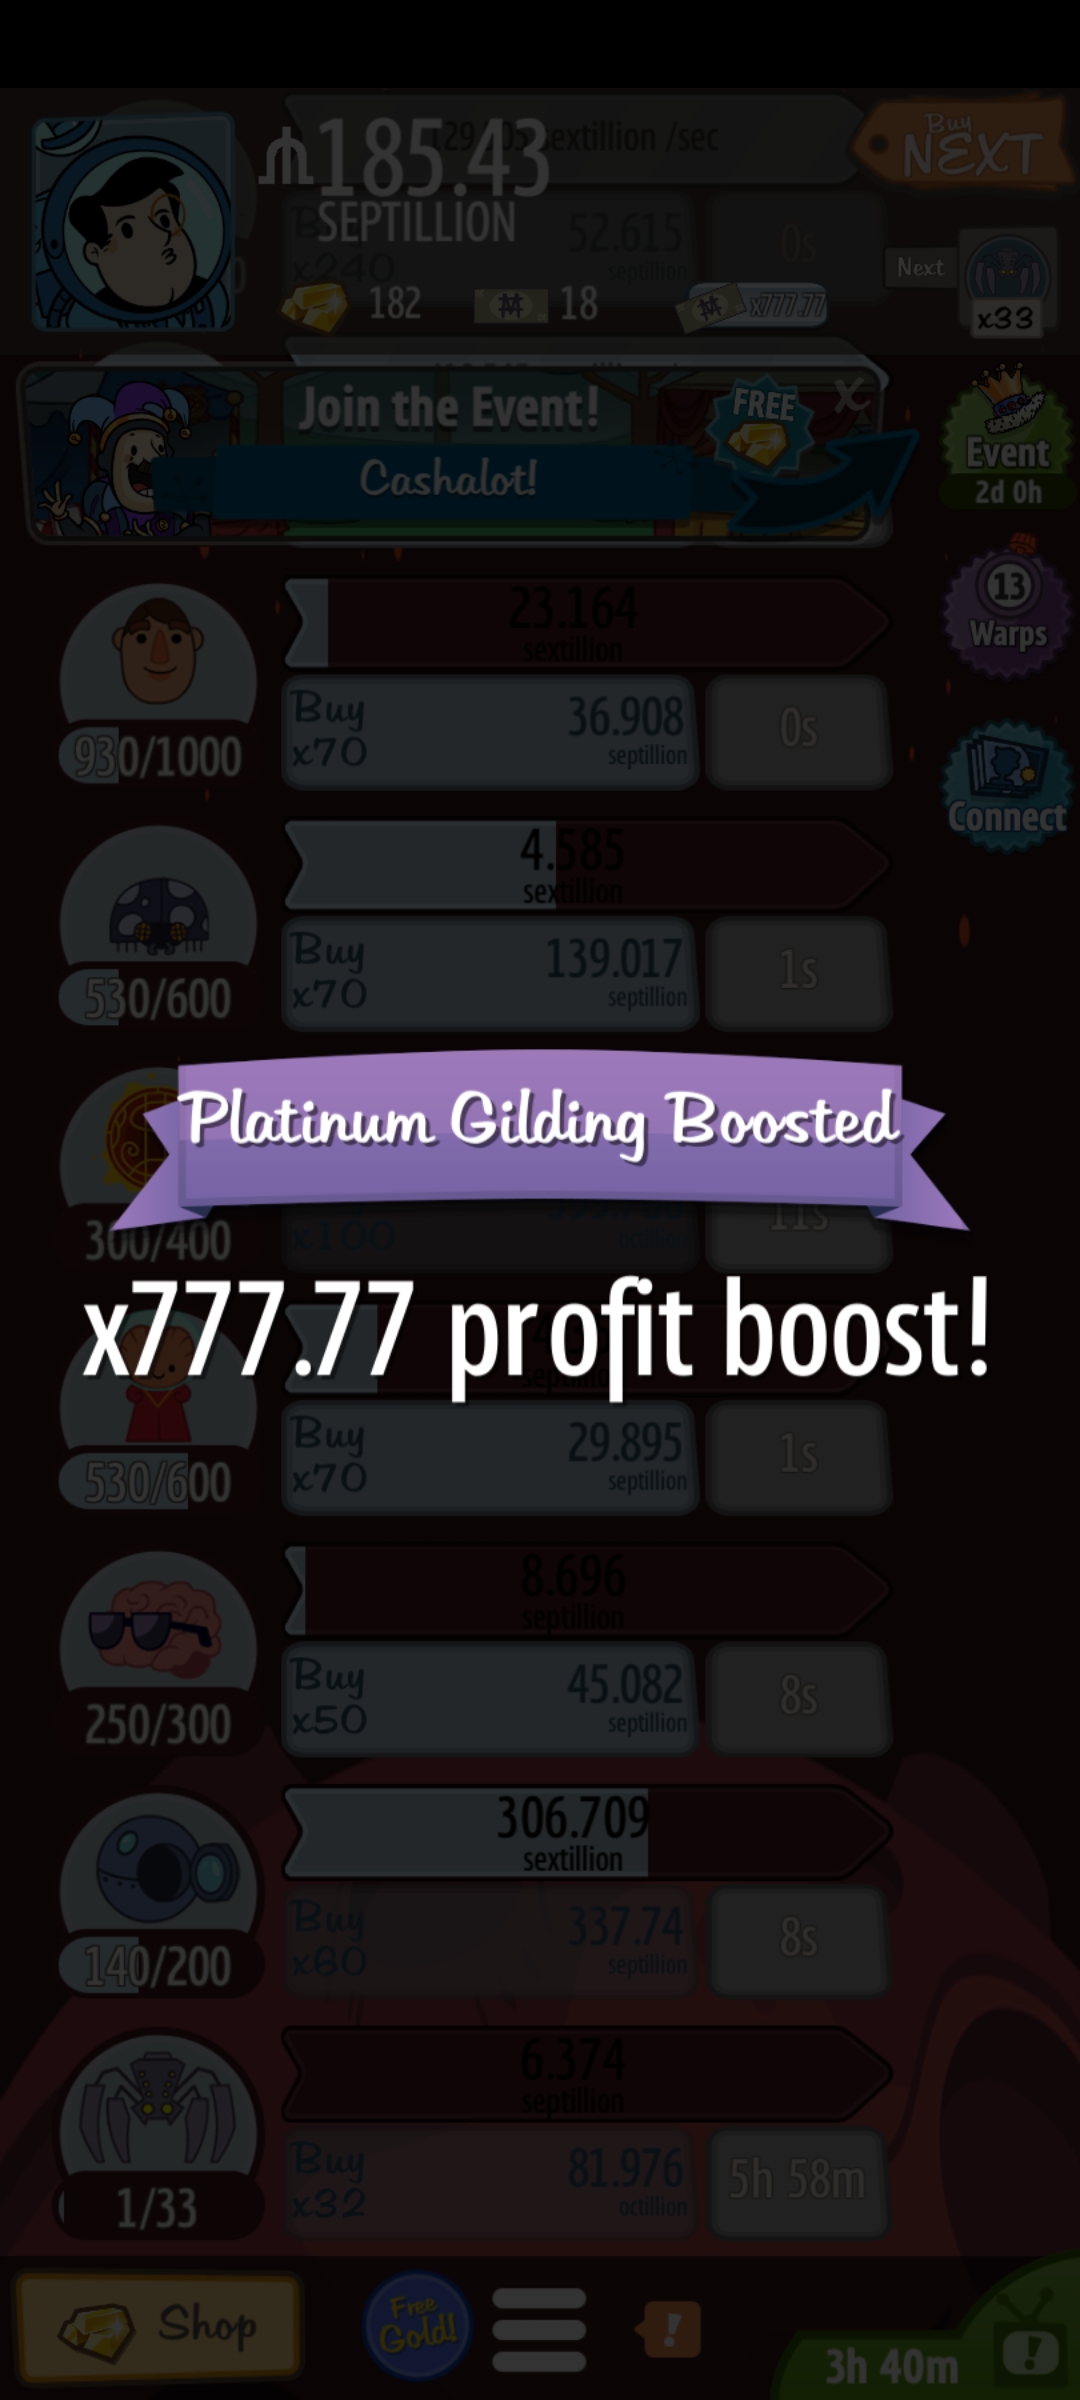 185.43
SEPTILLION
sextillion /sec
Buy
NEXT
x240
52.615
septillion
0s
182
18
x777.77
Next
x33
Join the Event!
Cashalot!
FREE
X
Event
2d 0h
13
Warps
Connect
23.164
sextillion
930/1000
Buy
x70
36.908
septillion
0s
4.585
sextillion
530/600
Buy
x70
139.017
septillion
1s
Platinum Gilding Boosted
300/400
x100
octillion
11s
x777.77 profit boost!
530/600
Buy
x70
29.895
septillion
1s
8.696
septillion
250/300
Buy
x50
45.082
septillion
8s
306.709
sextillion
140/200
Buy
x60
337.74
septillion
8s
6.374
septillion
1/33
Buy
x32
81.976
octillion
5h 58m
Shop
Free
Gold!
!
3h 40m
!